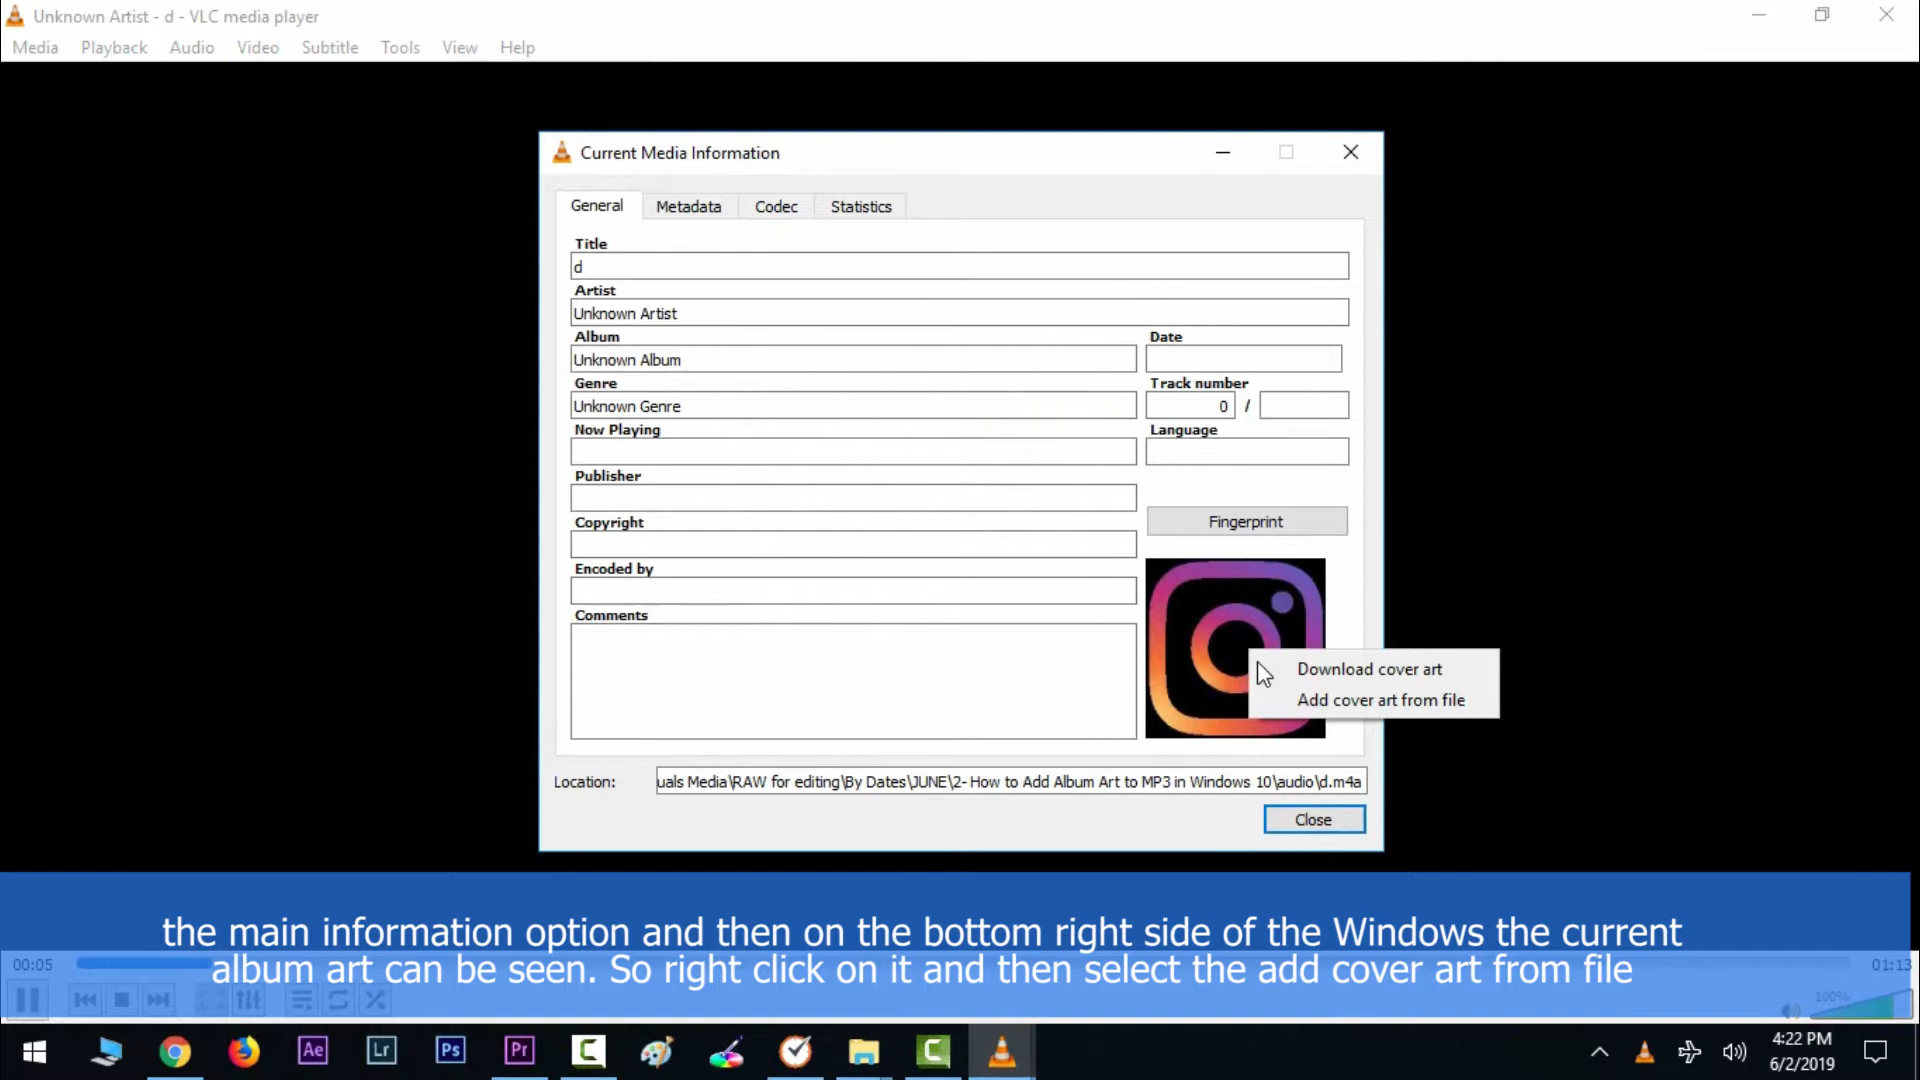 Unknown Artist - d - VLC media player
Media Playback Audio Video Subtitle Tools View Help
Current Media Information
General Metadata Codec Statistics
Title
d
Artist
Unknown Artist
Album Date
Unknown Album
Genre Track number
Unknown Genre 0 /
Now Playing Language
Publisher
Copyright Fingerprint
Encoded by
Comments
Download cover art
Add cover art from file
Location: uals Media\RAW for editing\By Dates\JUNE\2- How to Add Album Art to MP3 in Windows 10\audio\d.m4a
Close
the main information option and then on the bottom right side of the Windows the current
album art can be seen. So right click on it and then select the add cover art from file
00:05 01:13
100%
Ae Lr Ps Pr
4:22 PM
6/2/2019